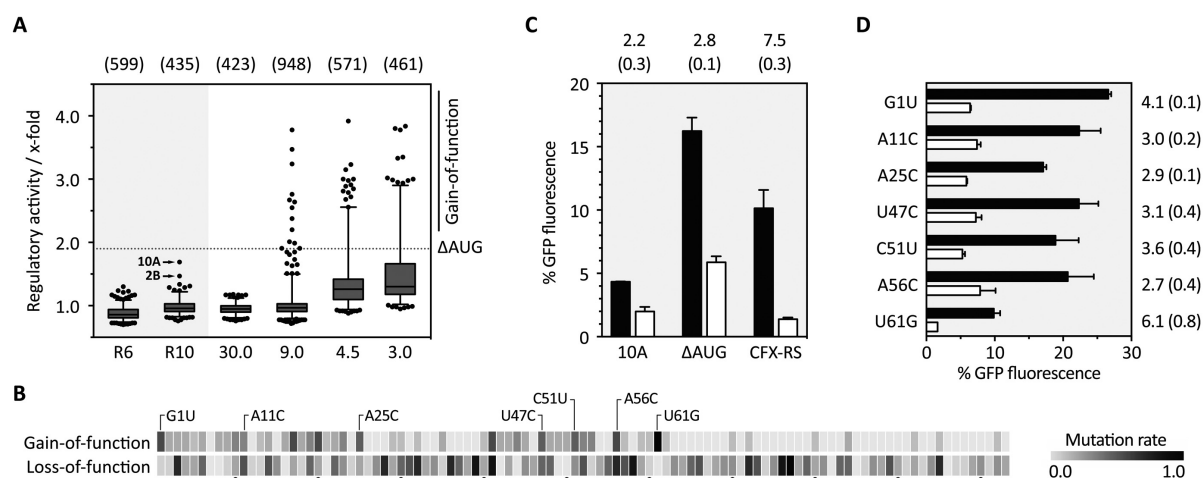 A
(599) (435) (423) (948) (571) (461)
Regulatory activity / x-fold
4.0
3.0
2.0
1.0
10A
2B
Gain-of-function
ΔAUG
R6 R10 30.0 9.0 4.5 3.0
C
2.2 2.8 7.5
(0.3) (0.1) (0.3)
% GFP fluorescence
20
15
10
5
0
10A ΔAUG CFX-RS
D
G1U 4.1 (0.1)
A11C 3.0 (0.2)
A25C 2.9 (0.1)
U47C 3.1 (0.4)
C51U 3.6 (0.4)
A56C 2.7 (0.4)
U61G 6.1 (0.8)
0 10 20 30
% GFP fluorescence
B
C51U A56C
G1U A11C A25C U47C U61G
Gain-of-function
Loss-of-function
Mutation rate
0.0 1.0